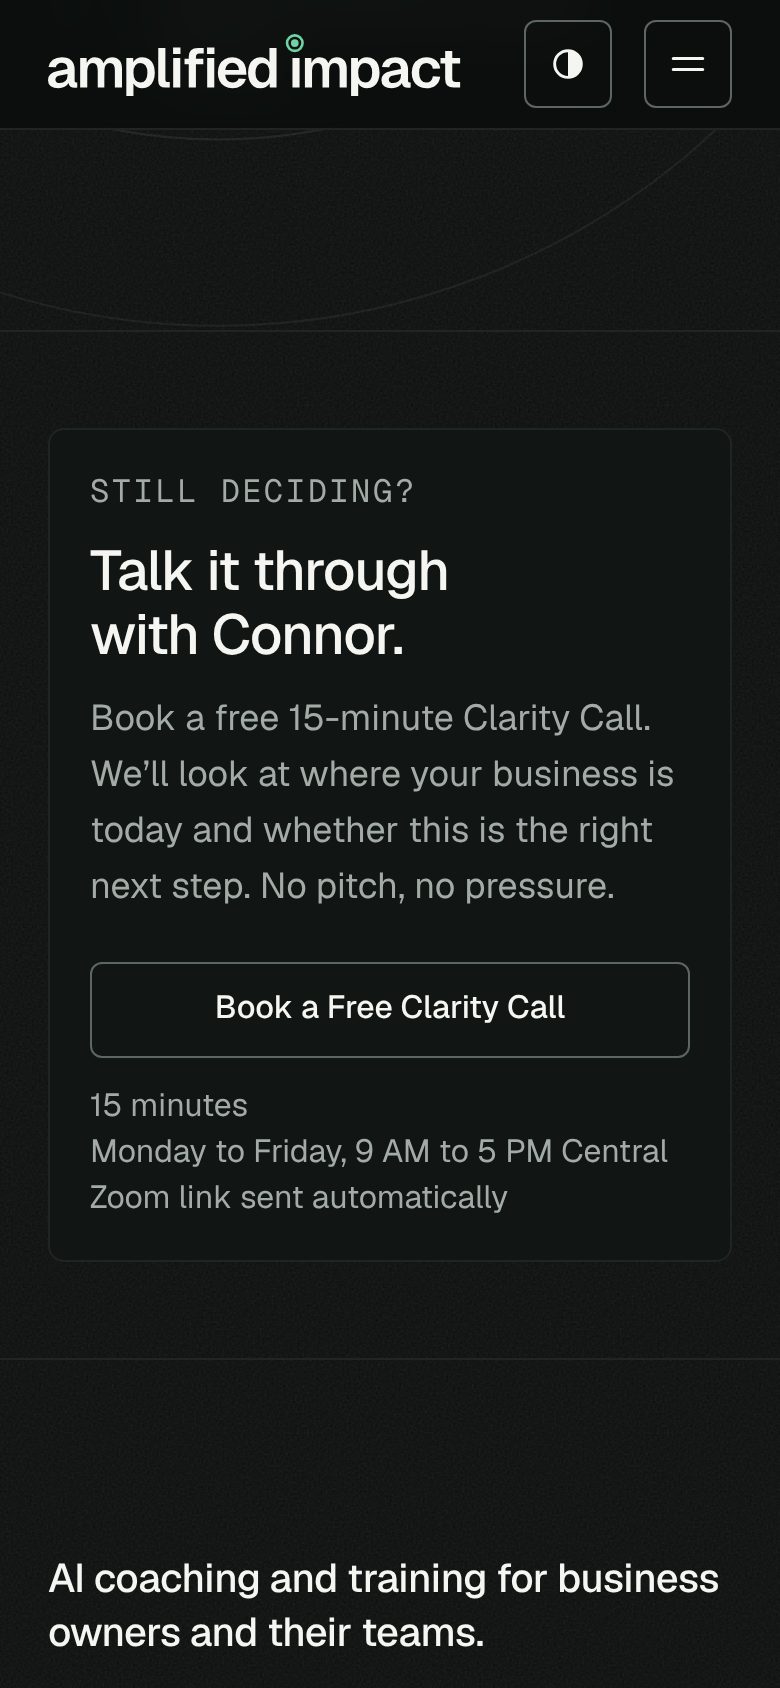 amplified impact
STILL DECIDING?
Talk it through
with Connor.
Book a free 15-minute Clarity Call.
We’ll look at where your business is
today and whether this is the right
next step. No pitch, no pressure.
Book a Free Clarity Call
15 minutes
Monday to Friday, 9 AM to 5 PM Central
Zoom link sent automatically
AI coaching and training for business
owners and their teams.